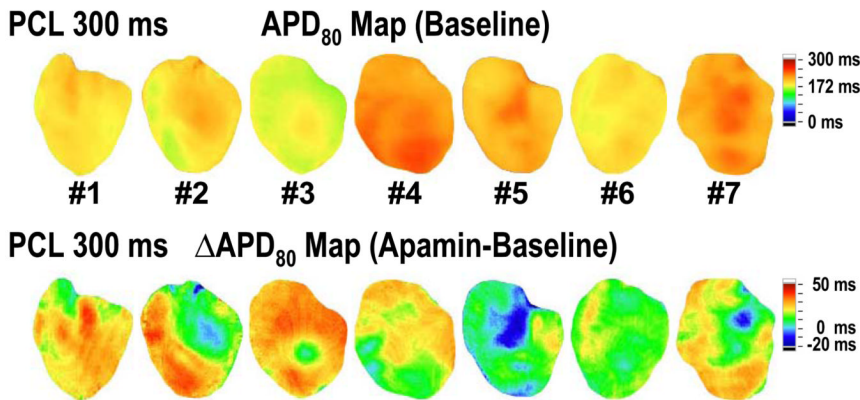 PCL 300 ms APD80 Map (Baseline)
300 ms
172 ms
0 ms
#1 #2 #3 #4 #5 #6 #7
PCL 300 ms ΔAPD80 Map (Apamin-Baseline)
50 ms
0 ms
-20 ms